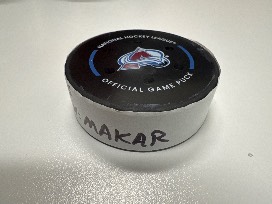 NATIONAL HOCKEY LEAGUE
OFFICIAL GAME PUCK
MAKAR